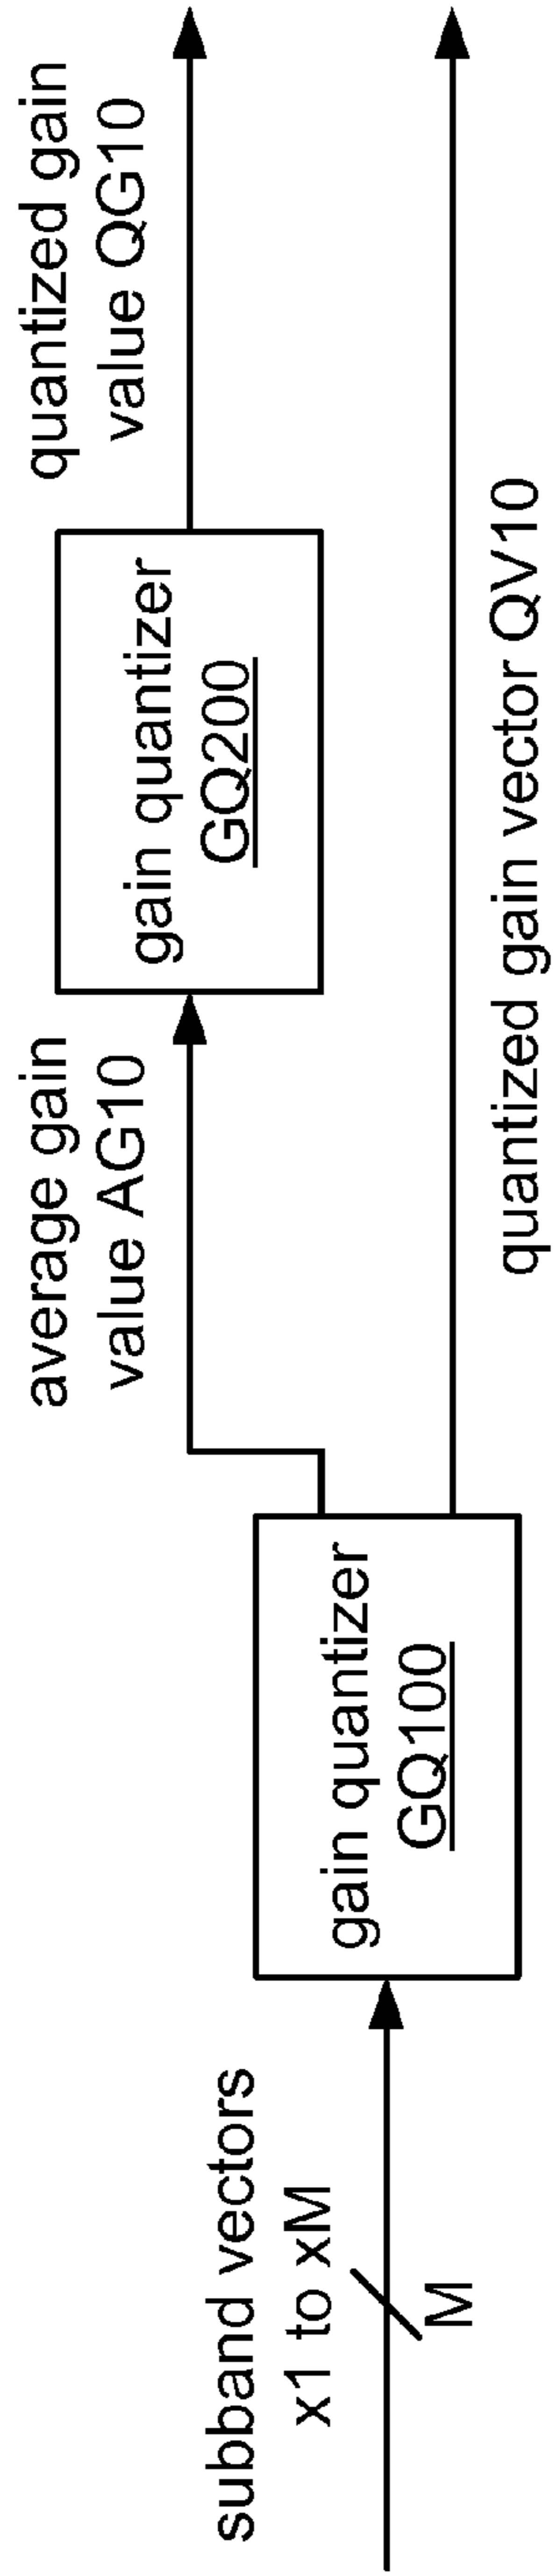 subband vectors
x1 to xM
M
gain quantizer
GQ100
average gain
value AG10
gain quantizer
GQ200
quantized gain
value QG10
quantized gain vector QV10